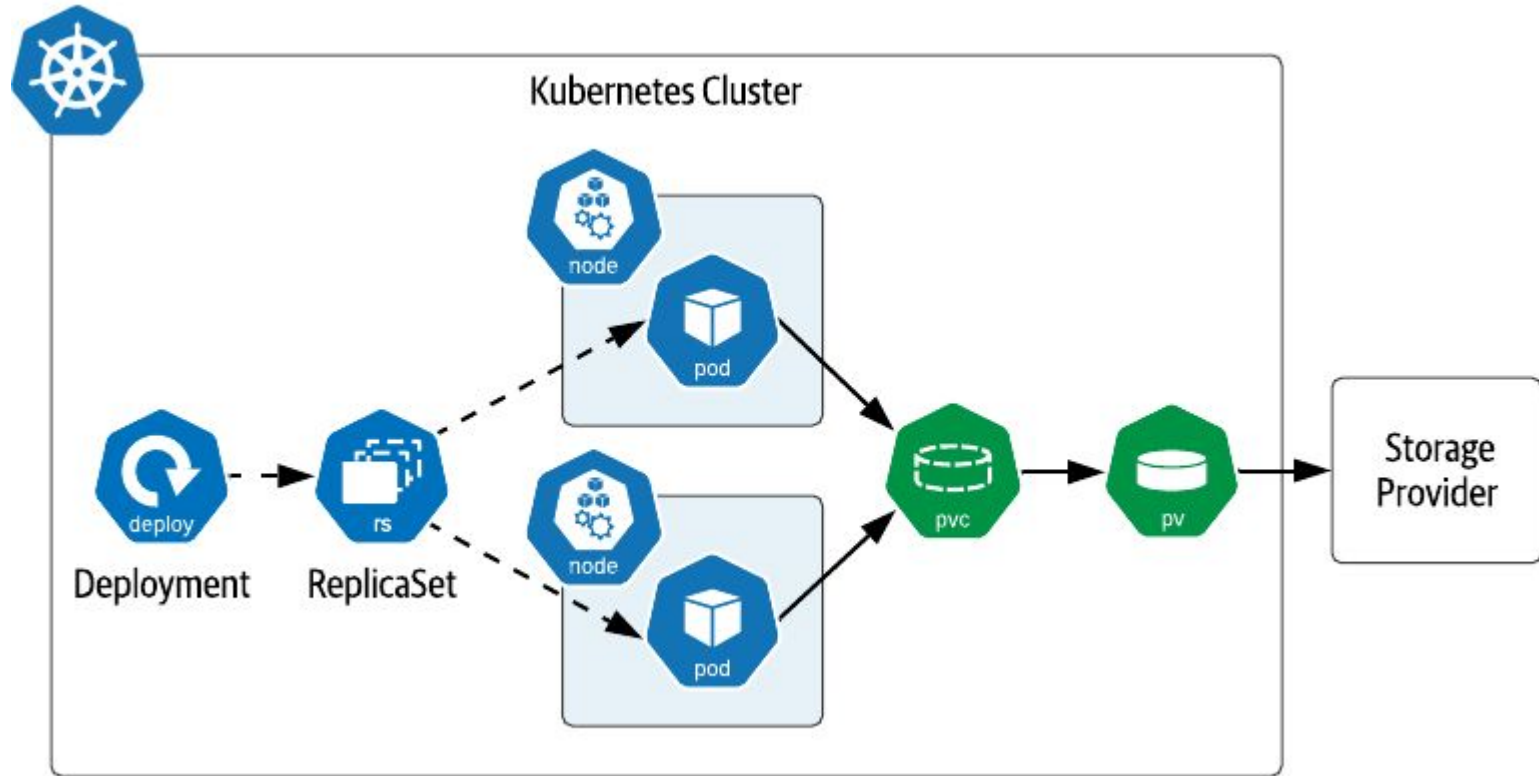 Kubernetes Cluster
node
pod
deploy
Deployment
rs
ReplicaSet
node
pod
pvc
pv
Storage
Provider